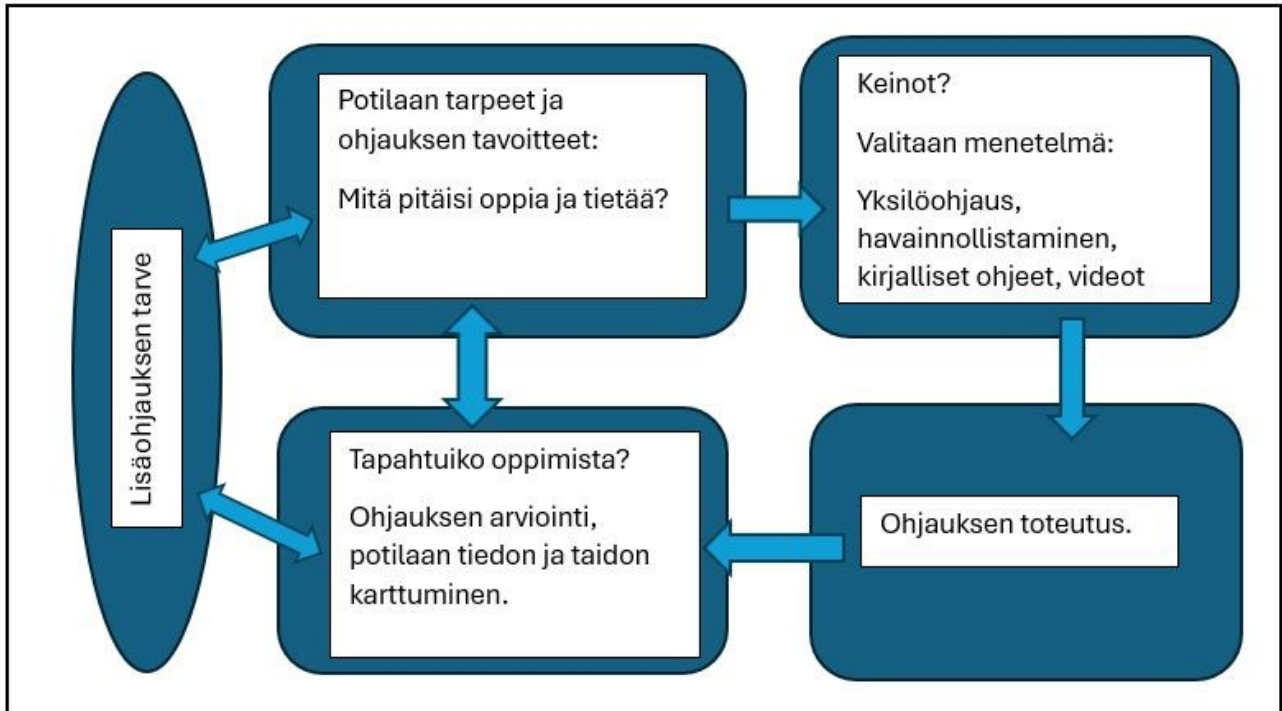 Lisäohjauksen tarve
Potilaan tarpeet ja
ohjauksen tavoitteet:
Mitä pitäisi oppia ja tietää?
Keinot?
Valitaan menetelmä:
Yksilöohjaus,
havainnollistaminen,
kirjalliset ohjeet, videot
Ohjauksen toteutus.
Tapahtuiko oppimista?
Ohjauksen arviointi,
potilaan tiedon ja taidon
karttuminen.